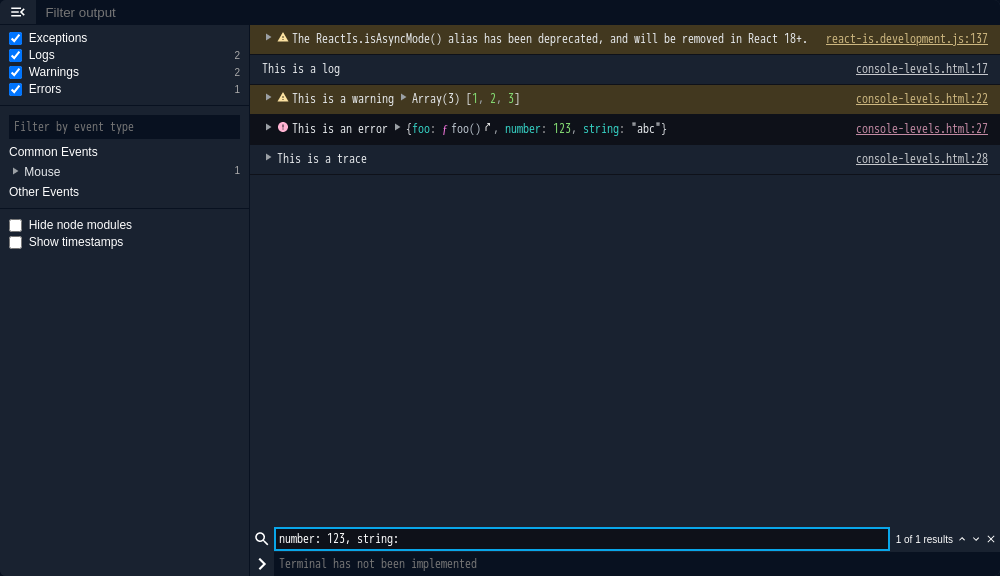 Filter output
Exceptions
Logs 2
Warnings 2
Errors 1
Filter by event type
Common Events
Mouse 1
Other Events
Hide node modules
Show timestamps
The ReactIs.isAsyncMode() alias has been deprecated, and will be removed in React 18+. react-is.development.js:137
This is a log console-levels.html:17
This is a warning Array(3) [1, 2, 3] console-levels.html:22
This is an error {foo: ƒ foo(), number: 123, string: "abc"} console-levels.html:27
This is a trace console-levels.html:28
number: 123, string: 1 of 1 results
Terminal has not been implemented